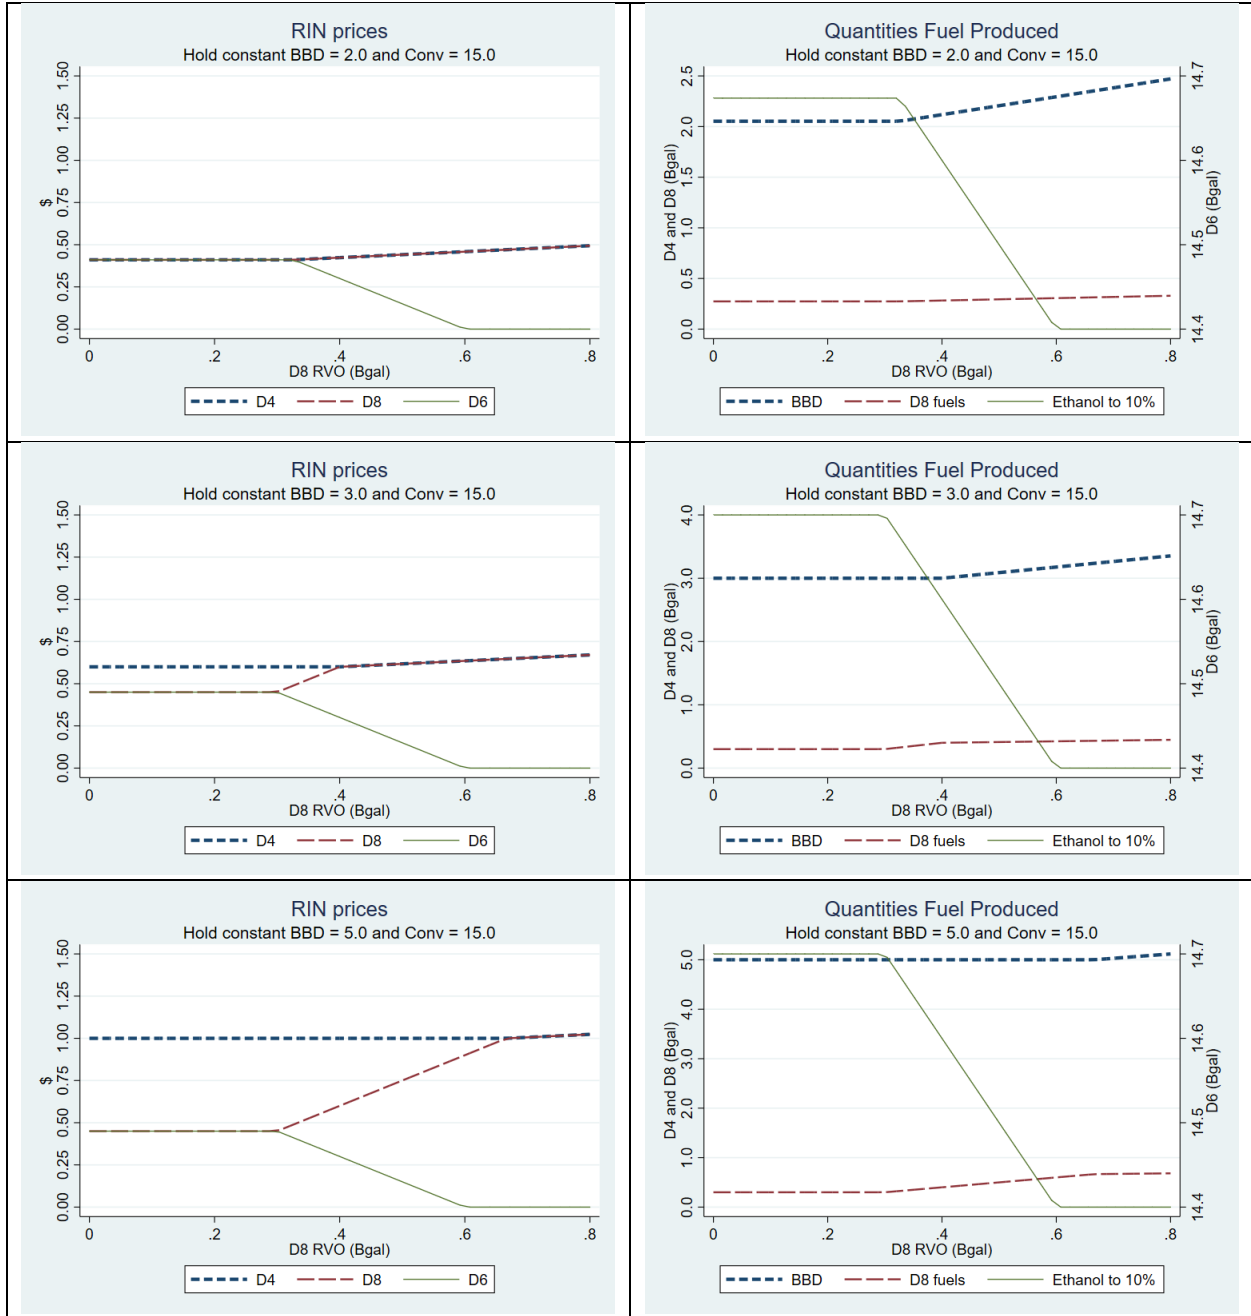 RIN prices
Hold constant BBD = 2.0 and Conv = 15.0
1.50
1.25
1.00
0.75
0.50
0.25
0.00
$
0 .2 .4 .6 .8
D8 RVO (Bgal)
D4 D8 D6
Quantities Fuel Produced
Hold constant BBD = 2.0 and Conv = 15.0
2.5
2.0
1.5
1.0
0.5
0.0
D4 and D8 (Bgal)
14.7
14.6
14.5
14.4
D6 (Bgal)
0 .2 .4 .6 .8
D8 RVO (Bgal)
BBD D8 fuels Ethanol to 10%
RIN prices
Hold constant BBD = 3.0 and Conv = 15.0
1.50
1.25
1.00
0.75
0.50
0.25
0.00
$
0 .2 .4 .6 .8
D8 RVO (Bgal)
D4 D8 D6
Quantities Fuel Produced
Hold constant BBD = 3.0 and Conv = 15.0
4.0
3.0
2.0
1.0
0.0
D4 and D8 (Bgal)
14.7
14.6
14.5
14.4
D6 (Bgal)
0 .2 .4 .6 .8
D8 RVO (Bgal)
BBD D8 fuels Ethanol to 10%
RIN prices
Hold constant BBD = 5.0 and Conv = 15.0
1.50
1.25
1.00
0.75
0.50
0.25
0.00
$
0 .2 .4 .6 .8
D8 RVO (Bgal)
D4 D8 D6
Quantities Fuel Produced
Hold constant BBD = 5.0 and Conv = 15.0
5.0
4.0
3.0
2.0
1.0
0.0
D4 and D8 (Bgal)
14.7
14.6
14.5
14.4
D6 (Bgal)
0 .2 .4 .6 .8
D8 RVO (Bgal)
BBD D8 fuels Ethanol to 10%